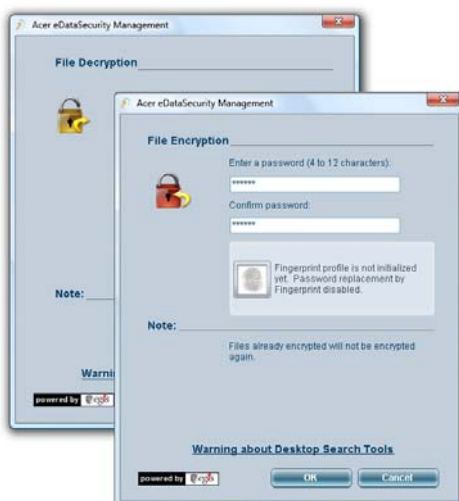 Acer eDataSecurity Management
File Decryption
Note:
Acer eDataSecurity Management
File Encryption
Enter a password (4 to 12 characters):
******
Confirm password:
******
Fingerprint profile is not initialized
yet. Password replacement by
Fingerprint disabled.
Note:
Files already encrypted will not be encrypted
again.
Warning about Desktop Search Tools
powered by egis
OK
Cancel
powered by egis